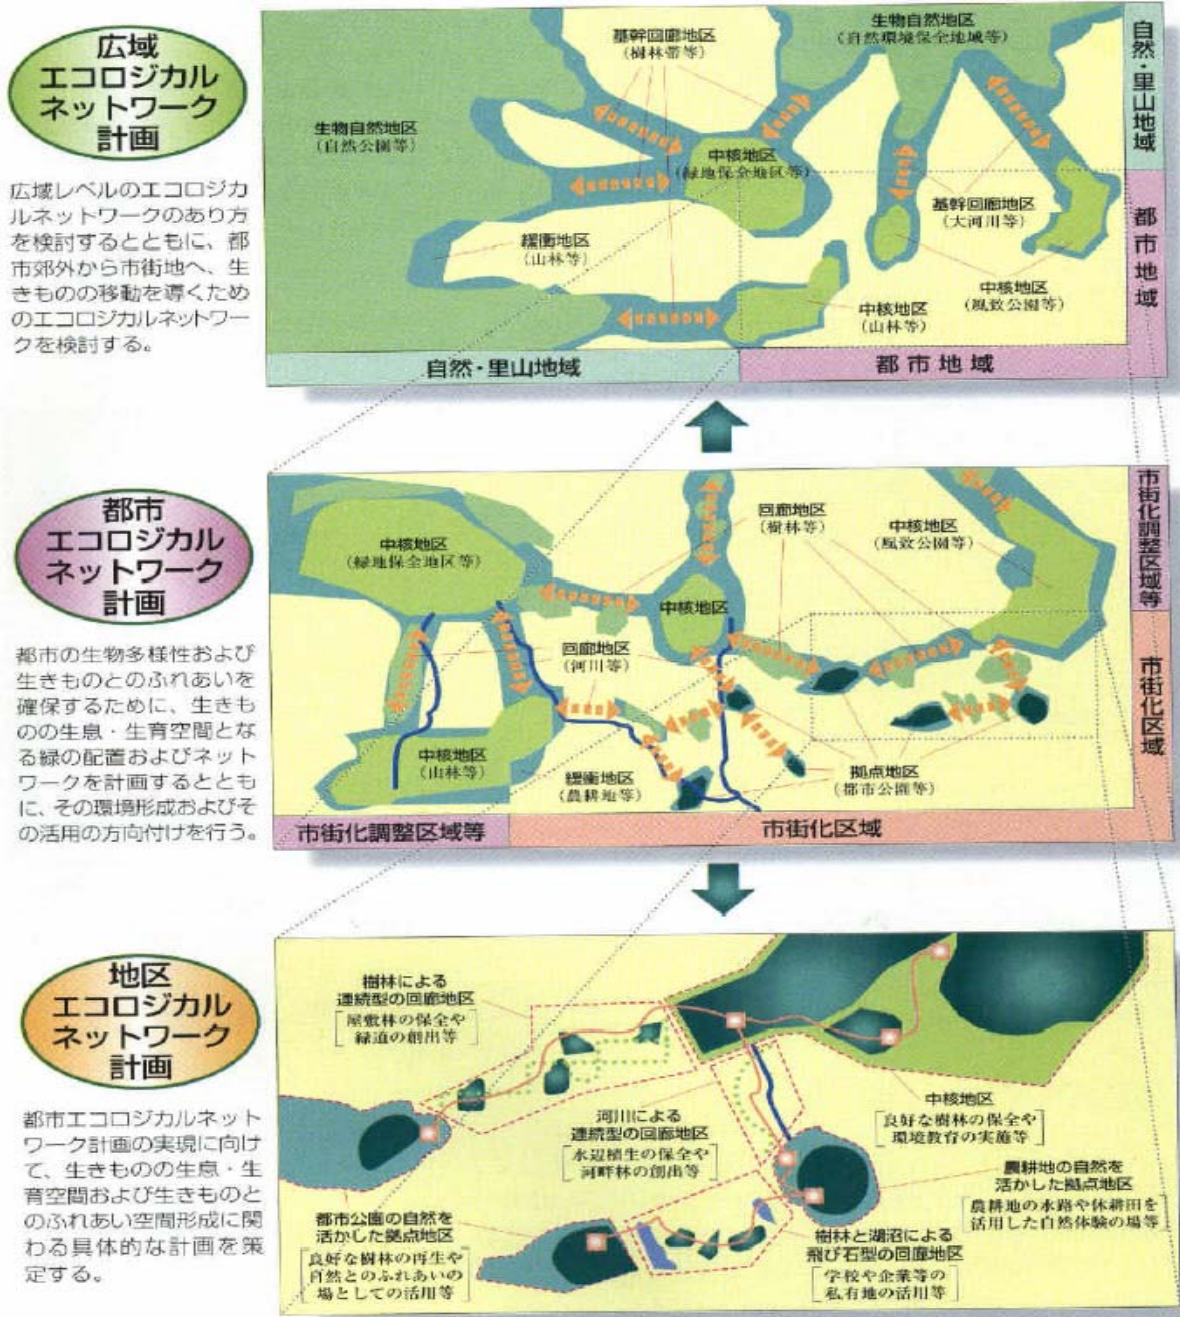 広域
エコロジカル
ネットワーク
計画
広域レベルのエコロジカ
ルネットワークのあり方
を検討するとともに、都
市郊外から市街地へ、生
きものの移動を導くため
のエコロジカルネットワー
クを検討する。
基幹回廊地区
(樹林帯等)
生物自然地区
(自然環境保全地域等)
生物自然地区
(自然公園等)
中核地区
(緑地保全地区等)
緩衝地区
(山林等)
基幹回廊地区
(大河川等)
中核地区
(風致公園等)
中核地区
(山林等)
自然・里山地域
都市地域
自然・里山地域
都市地域
都市
エコロジカル
ネットワーク
計画
都市の生物多様性および
生きものとのふれあいを
確保するために、生きも
のの生息・生育空間とな
る緑の配置およびネット
ワークを計画するととも
に、その環境形成およびそ
の活用の方向付けを行う。
中核地区
(緑地保全地区等)
回廊地区
(樹林等)
中核地区
(風致公園等)
中核地区
回廊地区
(河川等)
中核地区
(山林等)
緩衝地区
(農耕地等)
拠点地区
(都市公園等)
市街化調整区域等
市街化区域
市街化調整区域等
市街化区域
地区
エコロジカル
ネットワーク
計画
都市エコロジカルネット
ワーク計画の実現に向け
て、生きものの生息・生
育空間および生きものと
のふれあい空間形成に関
わる具体的な計画を策
定する。
樹林による
連続型の回廊地区
[屋敷林の保全や
緑道の創出等]
河川による
連続型の回廊地区
[水辺植生の保全や
河畔林の創出等]
中核地区
[良好な樹林の保全や
環境教育の実施等]
農耕地の自然を
活かした拠点地区
[農耕地の水路や休耕田を
活用した自然体験の場等]
都市公園の自然を
活かした拠点地区
[良好な樹林の再生や
自然とのふれあいの
場としての活用等]
樹林と湖沼による
飛び石型の回廊地区
[学校や企業等の
私有地の活用等]